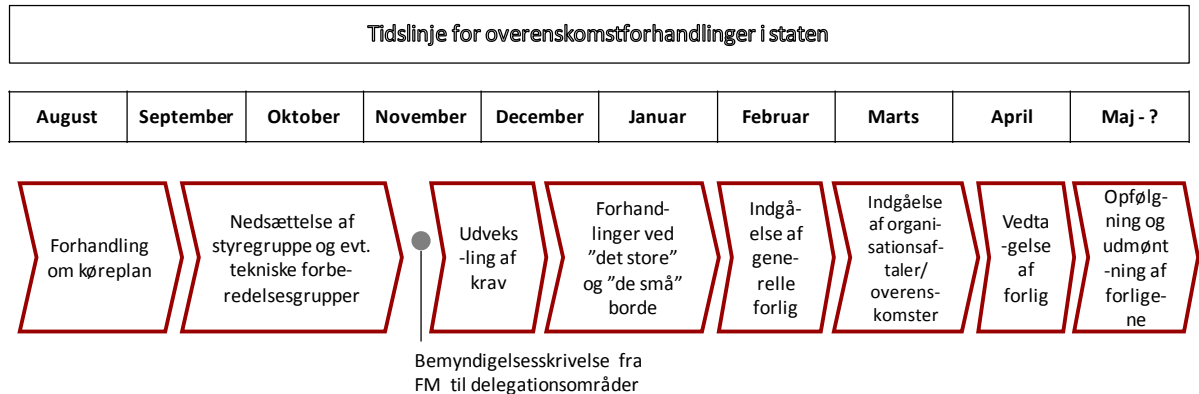 Tidslinje for overenskomstforhandlinger i staten
August September Oktober November December Januar Februar Marts April Maj - ?
Forhandling
om køreplan
Nedsættelse af
styregruppe og evt.
tekniske forbe-
redelsesgrupper
Udveks
-ling af
krav
Forhand-
linger ved
”det store”
og ”de små”
borde
Indgå-
else af
gene-
relle
forlig
Indgåelse
af organi-
sationsaf-
taler/
overens-
komster
Vedta
-gelse
af
forlig
Opfølg-
ning og
udmønt
-ning af
forlige-
ne
Bemyndigelsesskrivelse fra
FM til delegationsområder